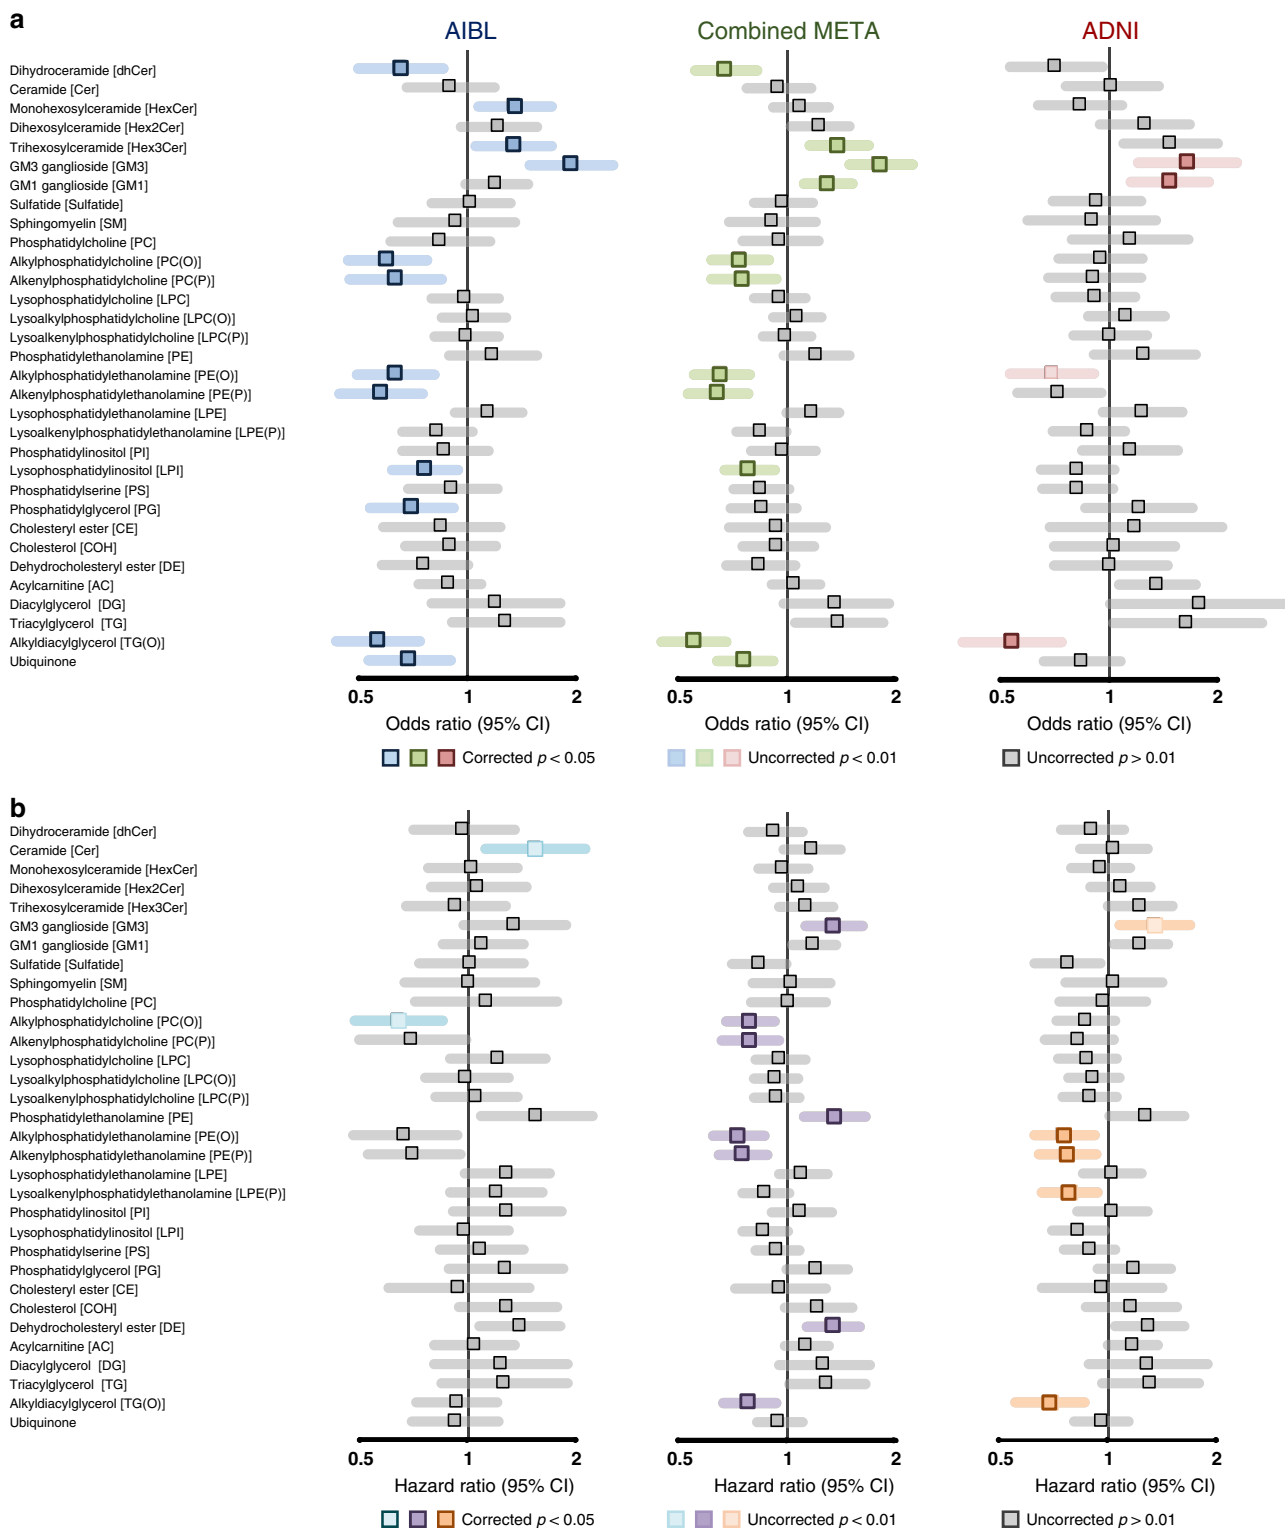 a
AIBL
Combined META
ADNI
Dihydroceramide [dhCer]
Ceramide [Cer]
Monohexosylceramide [HexCer]
Dihexosylceramide [Hex2Cer]
Trihexosylceramide [Hex3Cer]
GM3 ganglioside [GM3]
GM1 ganglioside [GM1]
Sulfatide [Sulfatide]
Sphingomyelin [SM]
Phosphatidylcholine [PC]
Alkylphosphatidylcholine [PC(O)]
Alkenylphosphatidylcholine [PC(P)]
Lysophosphatidylcholine [LPC]
Lysoalkylphosphatidylcholine [LPC(O)]
Lysoalkenylphosphatidylcholine [LPC(P)]
Phosphatidylethanolamine [PE]
Alkylphosphatidylethanolamine [PE(O)]
Alkenylphosphatidylethanolamine [PE(P)]
Lysophosphatidylethanolamine [LPE]
Lysoalkenylphosphatidylethanolamine [LPE(P)]
Phosphatidylinositol [PI]
Lysophosphatidylinositol [LPI]
Phosphatidylserine [PS]
Phosphatidylglycerol [PG]
Cholesteryl ester [CE]
Cholesterol [COH]
Dehydrocholesteryl ester [DE]
Acylcarnitine [AC]
Diacylglycerol [DG]
Triacylglycerol [TG]
Alkyldiacylglycerol [TG(O)]
Ubiquinone
0.5 1 2 0.5 1 2 0.5 1 2
Odds ratio (95% CI) Odds ratio (95% CI) Odds ratio (95% CI)
Corrected p < 0.05 Uncorrected p < 0.01 Uncorrected p > 0.01
b
Dihydroceramide [dhCer]
Ceramide [Cer]
Monohexosylceramide [HexCer]
Dihexosylceramide [Hex2Cer]
Trihexosylceramide [Hex3Cer]
GM3 ganglioside [GM3]
GM1 ganglioside [GM1]
Sulfatide [Sulfatide]
Sphingomyelin [SM]
Phosphatidylcholine [PC]
Alkylphosphatidylcholine [PC(O)]
Alkenylphosphatidylcholine [PC(P)]
Lysophosphatidylcholine [LPC]
Lysoalkylphosphatidylcholine [LPC(O)]
Lysoalkenylphosphatidylcholine [LPC(P)]
Phosphatidylethanolamine [PE]
Alkylphosphatidylethanolamine [PE(O)]
Alkenylphosphatidylethanolamine [PE(P)]
Lysophosphatidylethanolamine [LPE]
Lysoalkenylphosphatidylethanolamine [LPE(P)]
Phosphatidylinositol [PI]
Lysophosphatidylinositol [LPI]
Phosphatidylserine [PS]
Phosphatidylglycerol [PG]
Cholesteryl ester [CE]
Cholesterol [COH]
Dehydrocholesteryl ester [DE]
Acylcarnitine [AC]
Diacylglycerol [DG]
Triacylglycerol [TG]
Alkyldiacylglycerol [TG(O)]
Ubiquinone
0.5 1 2 0.5 1 2 0.5 1 2
Hazard ratio (95% CI) Hazard ratio (95% CI) Hazard ratio (95% CI)
Corrected p < 0.05 Uncorrected p < 0.01 Uncorrected p > 0.01